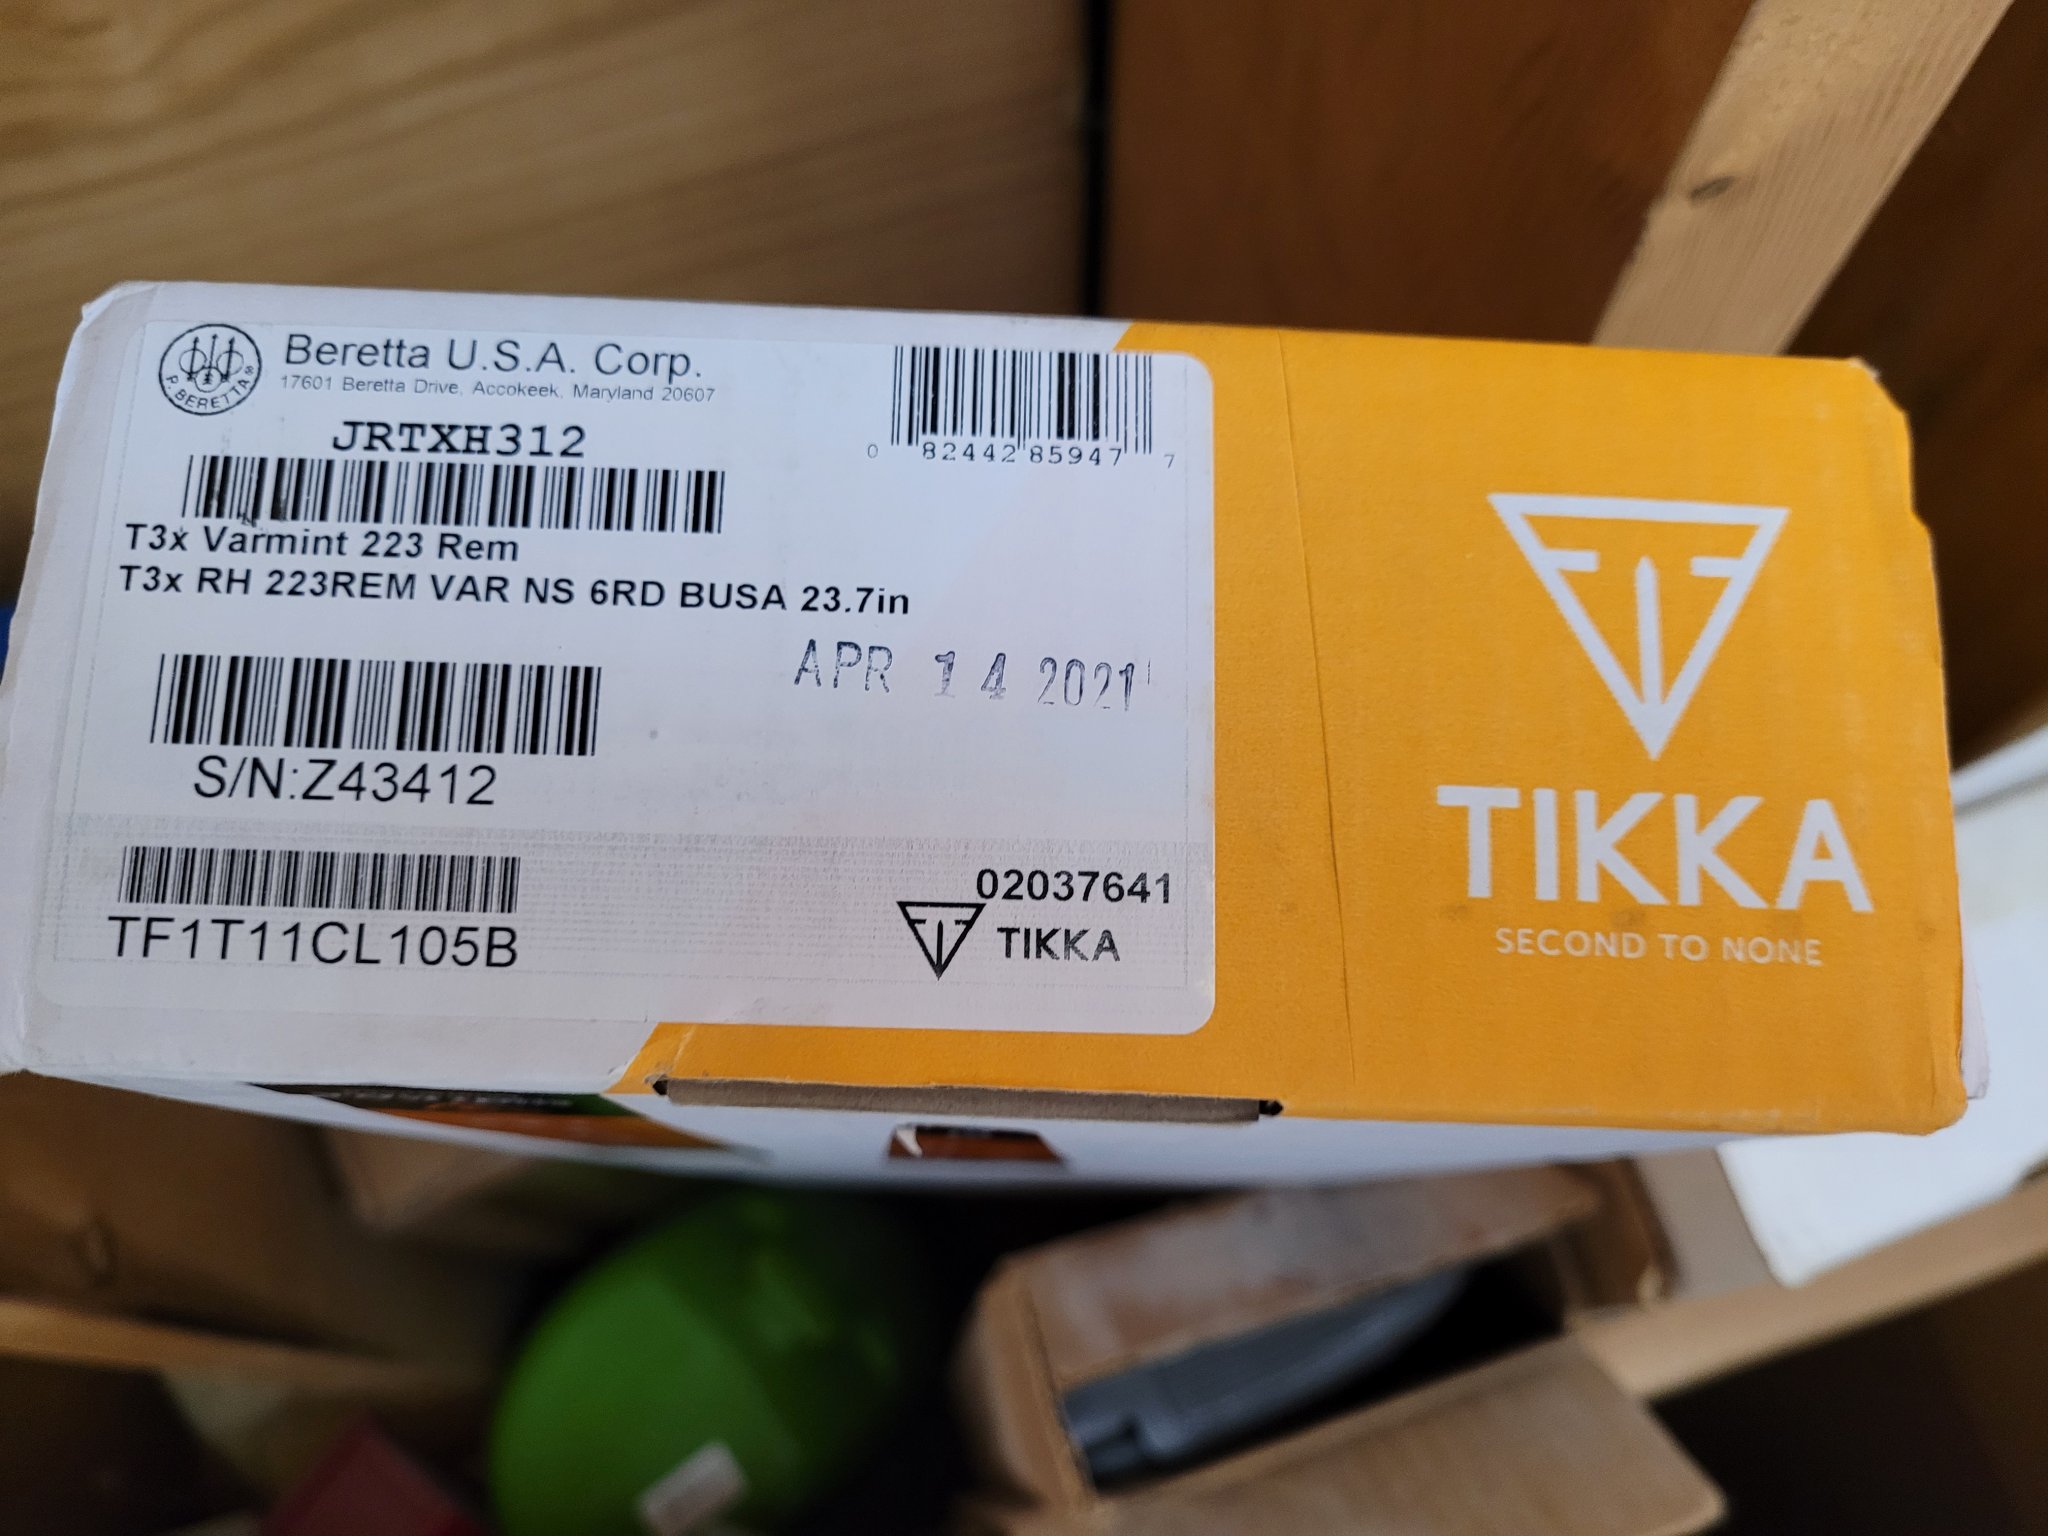 P. BERETTA
Beretta U.S.A. Corp.
17601 Beretta Drive, Accokeek, Maryland 20607
JRTXH312
0 82442 85947 7
T3x Varmint 223 Rem
T3x RH 223REM VAR NS 6RD BUSA 23.7in
APR 14 2021
S/N:Z43412
TF1T11CL105B
02037641
TIKKA
TIKKA
SECOND TO NONE